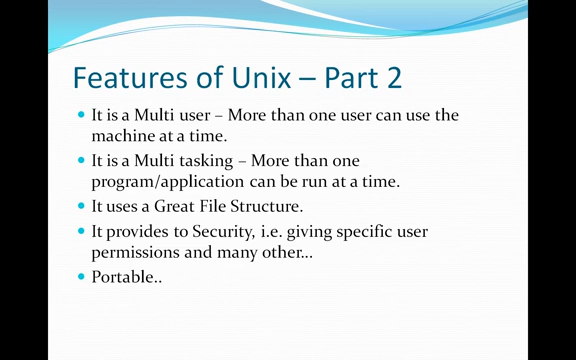 Features of Unix – Part 2
• It is a Multi user – More than one user can use the
machine at a time.
• It is a Multi tasking – More than one
program/application can be run at a time.
• It uses a Great File Structure.
• It provides to Security, i.e. giving specific user
permissions and many other…
• Portable..